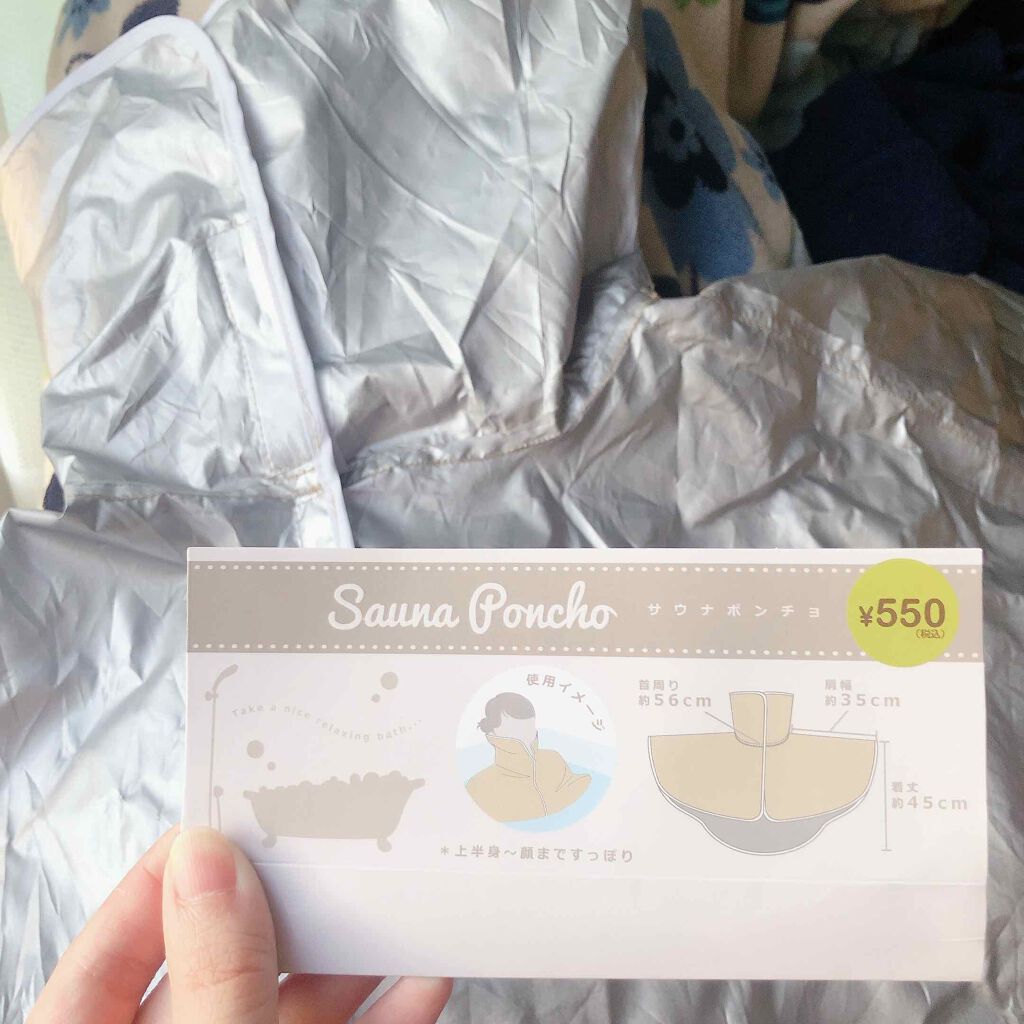 Sauna Poncho サウナポンチョ
¥550
(税込)
Take a nice relaxing bath...
使用イメージ
首周り
約56cm
肩幅
約35cm
着丈
約45cm
*上半身～顔まですっぽり